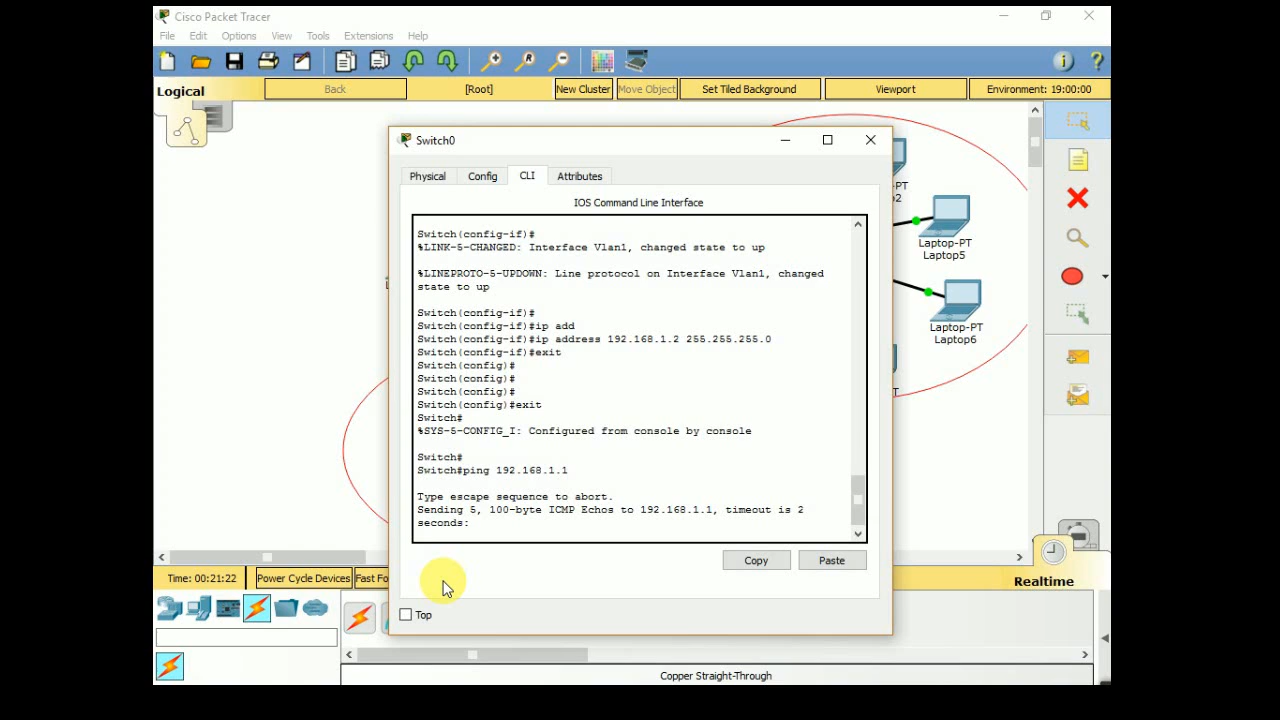 Cisco Packet Tracer
File Edit Options View Tools Extensions Help
Logical
Back
[Root]
New Cluster
Move Object
Set Tiled Background
Viewport
Environment: 19:00:00
Switch0
Physical Config CLI Attributes
IOS Command Line Interface
Switch(config-if)#
%LINK-5-CHANGED: Interface Vlan1, changed state to up
%LINEPROTO-5-UPDOWN: Line protocol on Interface Vlan1, changed
state to up
Switch(config-if)#
Switch(config-if)#ip add
Switch(config-if)#ip address 192.168.1.2 255.255.255.0
Switch(config-if)#exit
Switch(config)#
Switch(config)#
Switch(config)#
Switch(config)#exit
Switch#
%SYS-5-CONFIG_I: Configured from console by console
Switch#
Switch#ping 192.168.1.1
Type escape sequence to abort.
Sending 5, 100-byte ICMP Echos to 192.168.1.1, timeout is 2
seconds:
Copy
Paste
Top
-PT
2
Laptop-PT
Laptop5
Laptop-PT
Laptop6
T
Time: 00:21:22
Power Cycle Devices
Fast Fo
Realtime
Copper Straight-Through